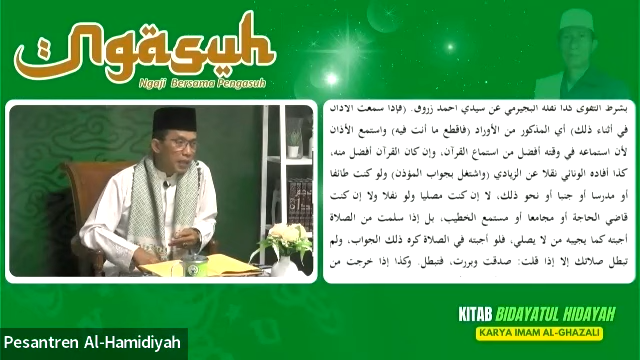 Ngasuh
Ngaji Bersama Pengasuh
بشرط التقوى كذا نقله البجيرمي عن سيدي أحمد زروق. (فإذا سمعت الأذان
في أثناء ذلك) أي المذكور من الأوراد (فاقطع ما أنت فيه) واستمع الأذان
لأن استماعه في وقته أفضل من استماع القرآن، وإن كان القرآن أفضل منه،
كذا أفاده الونائي نقلا عن الزيادي (واشتغل بجواب المؤذن) ولو كنت طائفا
أو مدرسا أو جنبا أو نحو ذلك، لا إن كنت مصليا ولو نفلا ولا إن كنت
قاضي الحاجة أو مجامعا أو مستمع الخطيب، بل إذا سلمت من الصلاة
أجبته كما يجيبه من لا يصلي، فلو أجبته في الصلاة كره ذلك الجواب، ولم
تبطل صلاتك إلا إذا قلت: صدقت وبررت، فتبطل. وكذا إذا خرجت من
KITAB BIDAYATUL HIDAYAH
KARYA IMAM AL-GHAZALI
Pesantren Al-Hamidiyah